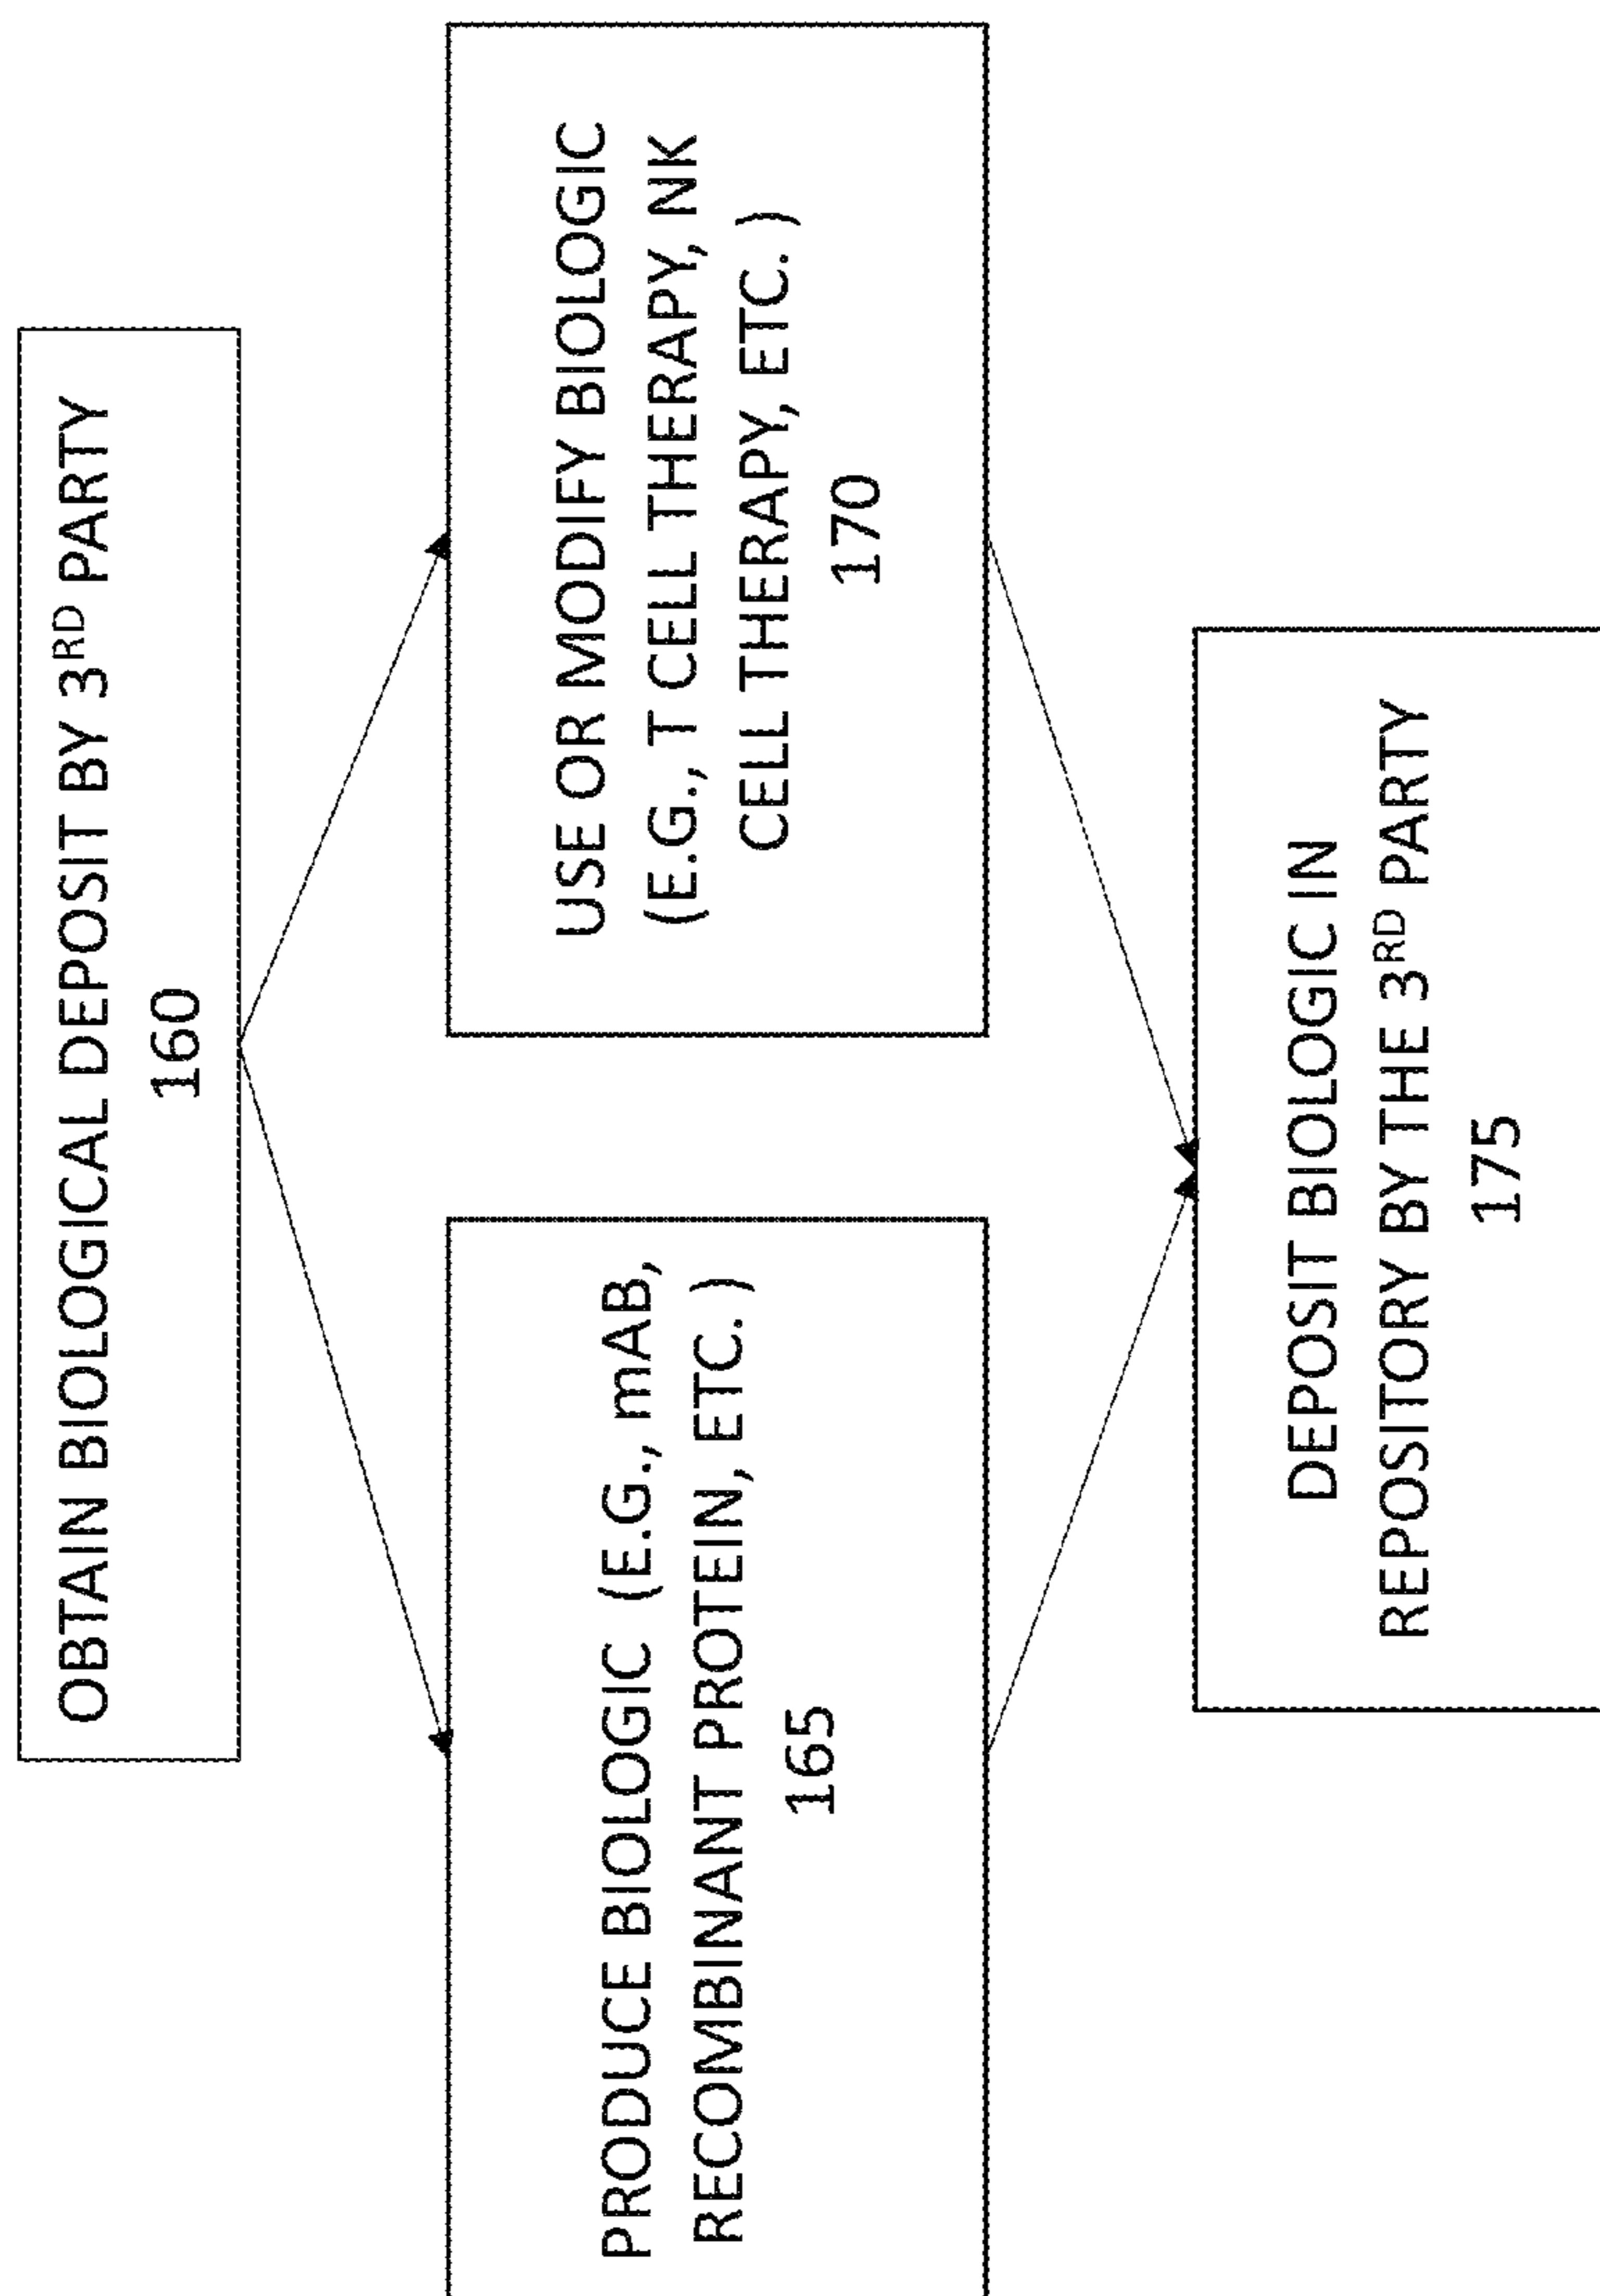 OBTAIN BIOLOGICAL DEPOSIT BY 3RD PARTY
160
PRODUCE BIOLOGIC (E.G., mAB,
RECOMBINANT PROTEIN, ETC. )
165
USE OR MODIFY BIOLOGIC
(E.G., T CELL THERAPY, NK
CELL THERAPY, ETC. )
170
DEPOSIT BIOLOGIC IN
REPOSITORY BY THE 3RD PARTY
175